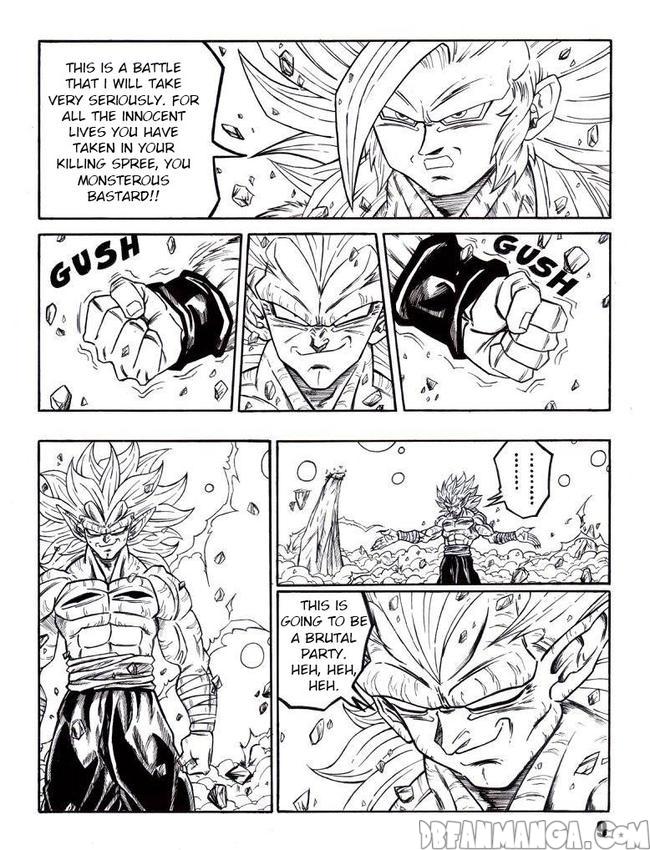 THIS IS A BATTLE
THAT I WILL TAKE
VERY SERIOUSLY. FOR
ALL THE INNOCENT
LIVES YOU HAVE
TAKEN IN YOUR
KILLING SPREE, YOU
MONSTEROUS
BASTARD!!
GUSH
GUSH
..........
THIS IS
GOING TO BE
A BRUTAL
PARTY.
HEH, HEH,
HEH.
9
DBFANMANGA.COM